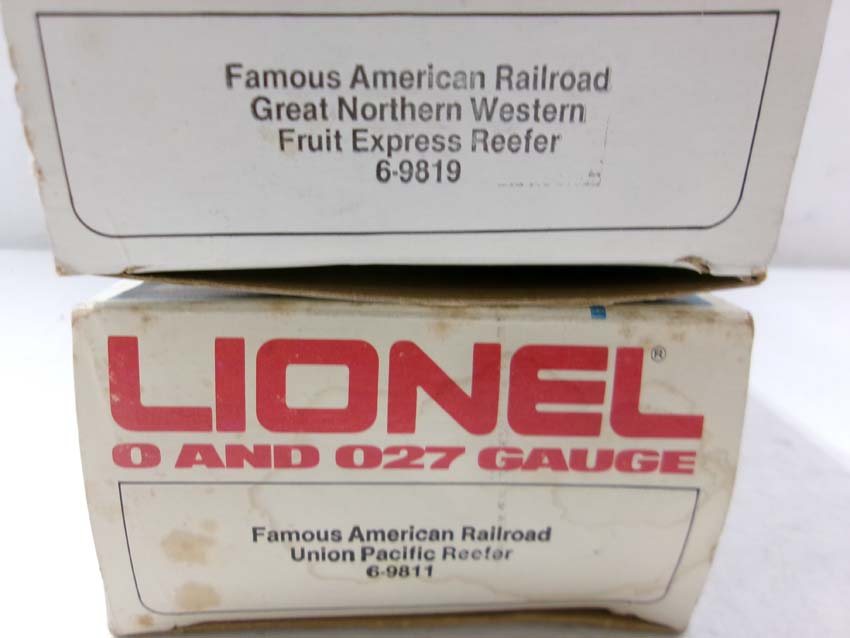 Famous American Railroad
Great Northern Western
Fruit Express Reefer
6-9819
LIONEL®
O AND O27 GAUGE
Famous American Railroad
Union Pacific Reefer
6-9811